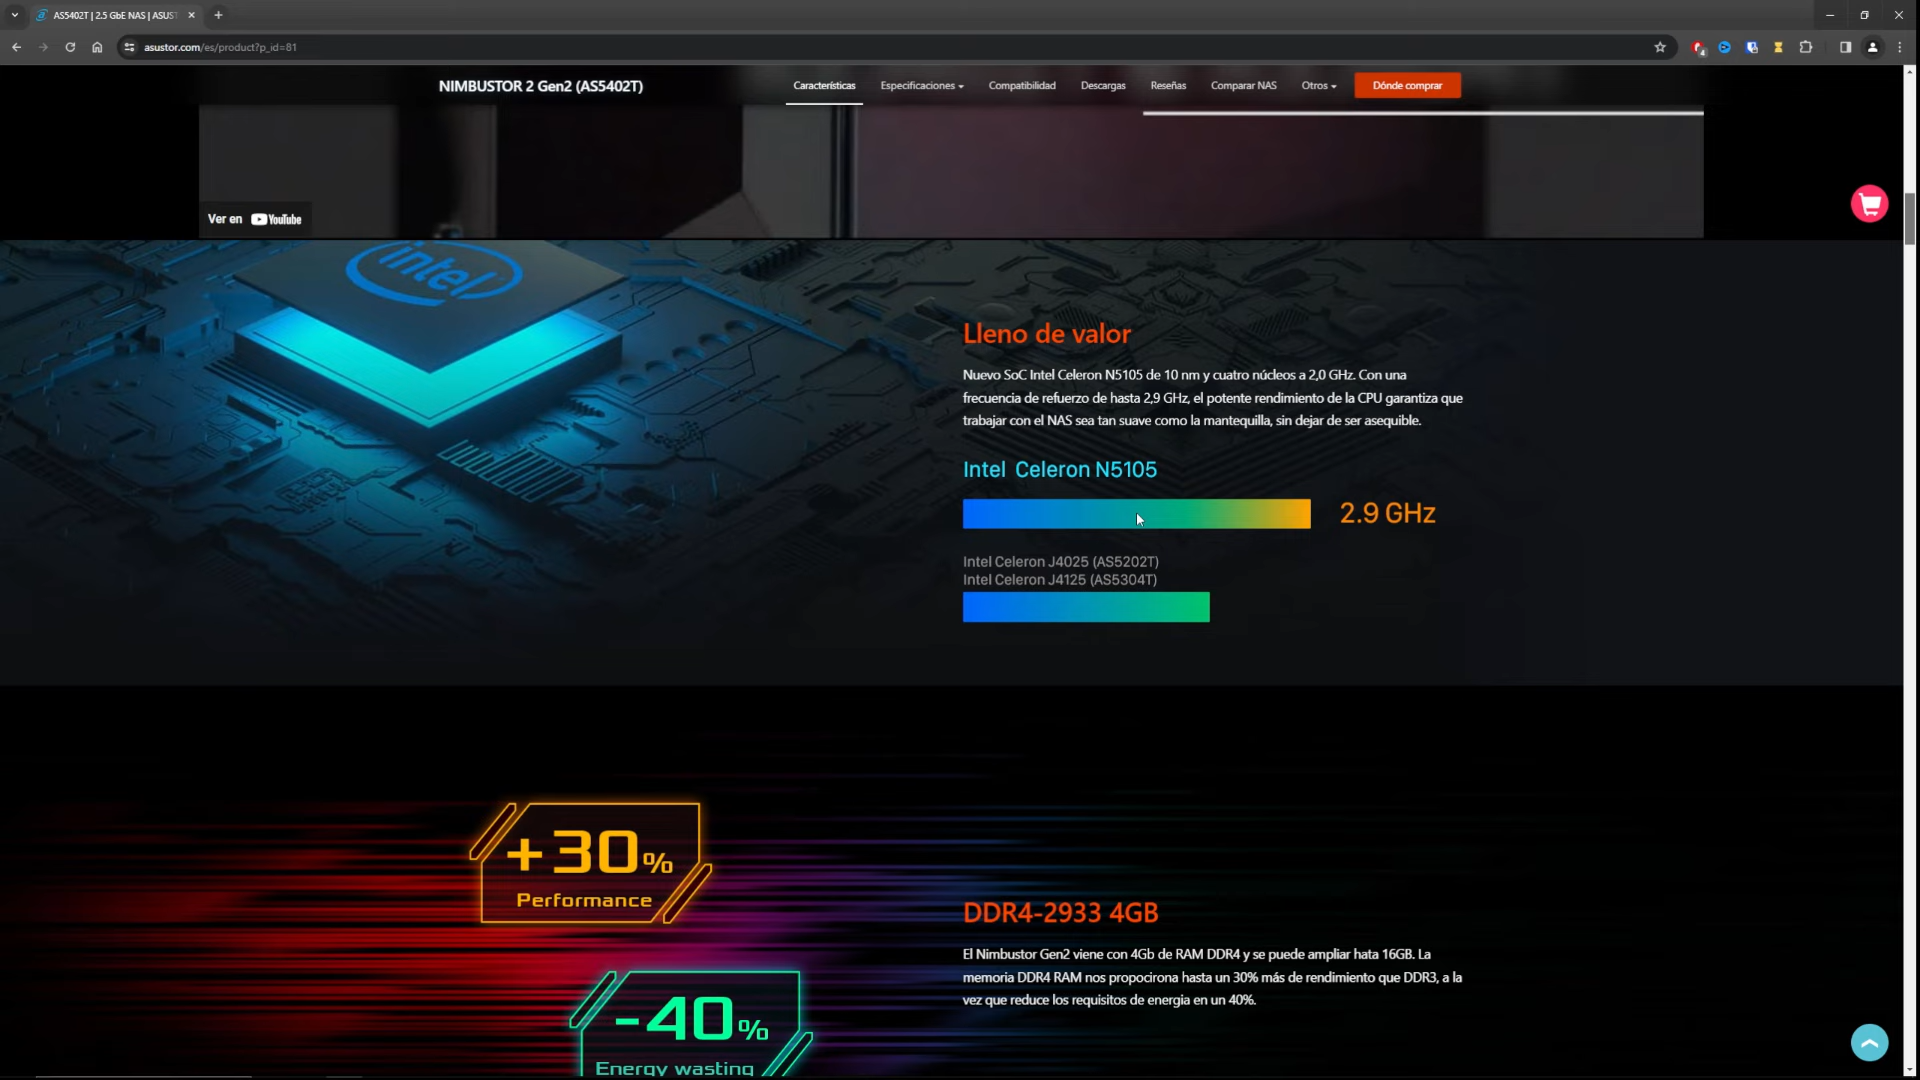 AS5402T | 2.5 GbE NAS | ASUST
asustor.com/es/product?p_id=81
4
NIMBUSTOR 2 Gen2 (AS5402T)
Características
Especificaciones
Compatibilidad
Descargas
Reseñas
Comparar NAS
Otros
Dónde comprar
Ver en YouTube
intel
Lleno de valor
Nuevo SoC Intel Celeron N5105 de 10 nm y cuatro núcleos a 2,0 GHz. Con una
frecuencia de refuerzo de hasta 2,9 GHz, el potente rendimiento de la CPU garantiza que
trabajar con el NAS sea tan suave como la mantequilla, sin dejar de ser asequible.
Intel Celeron N5105
2.9 GHz
Intel Celeron J4025 (AS5202T)
Intel Celeron J4125 (AS5304T)
+30%
Performance
DDR4-2933 4GB
El Nimbustor Gen2 viene con 4Gb de RAM DDR4 y se puede ampliar hata 16GB. La
memoria DDR4 RAM nos propocirona hasta un 30% más de rendimiento que DDR3, a la
vez que reduce los requisitos de energia en un 40%.
-40%
Energy wasting